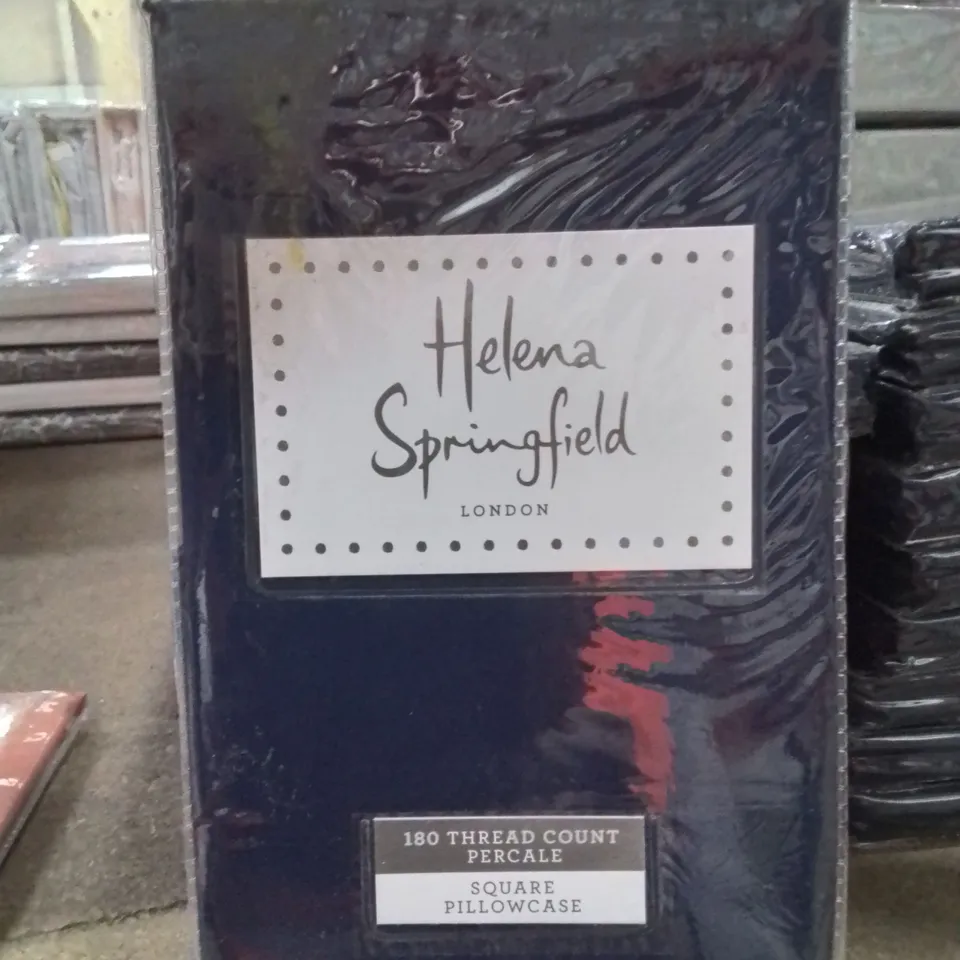 Helena
Springfield
LONDON
180 THREAD COUNT
PERCALE
SQUARE
PILLOWCASE